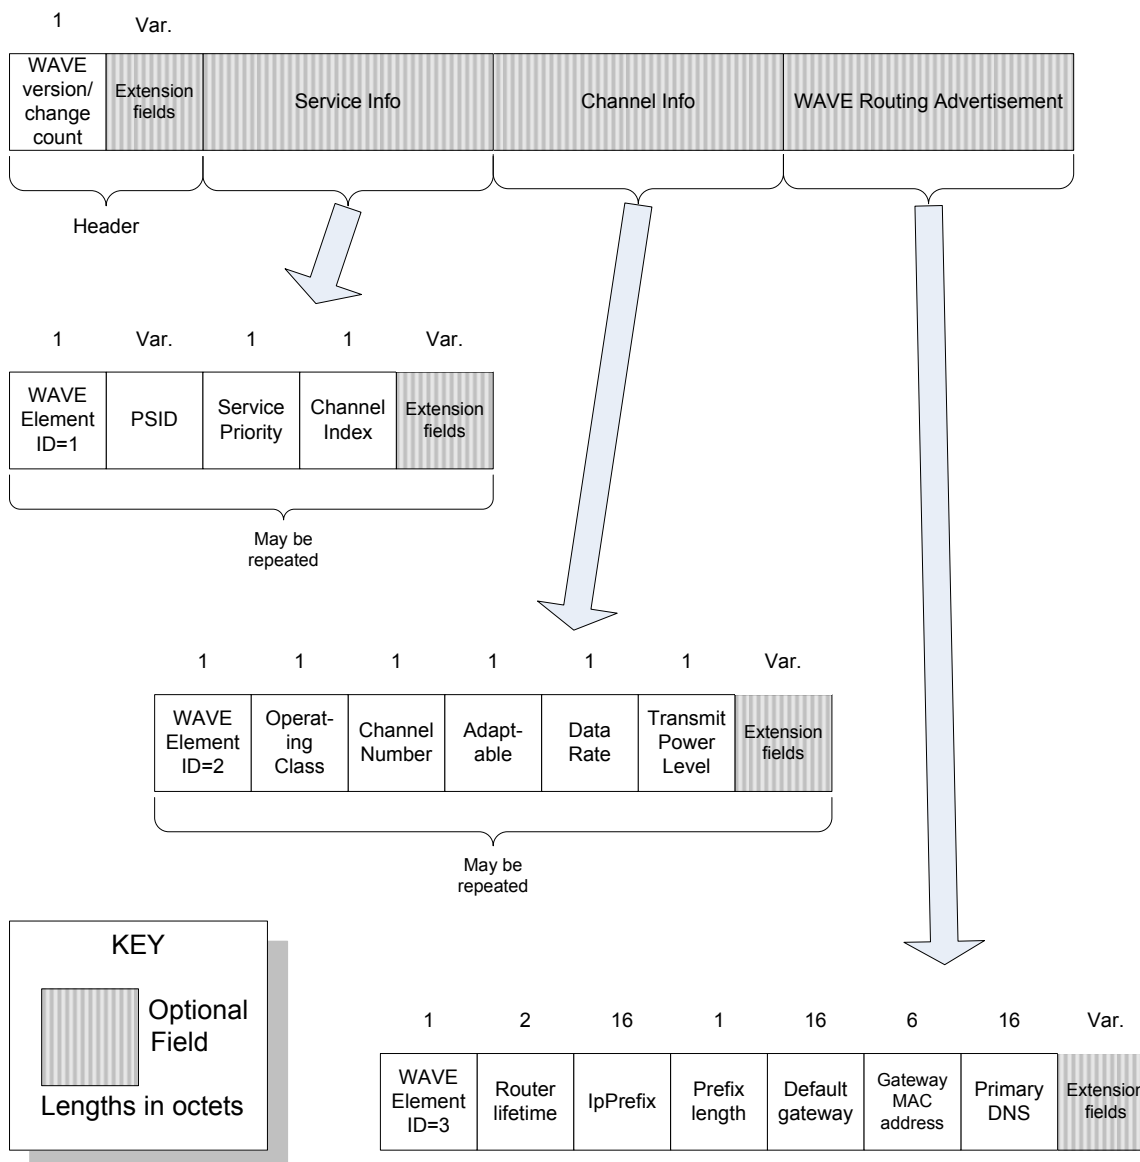 1 Var.
WAVE
version/
change
count
Extension
fields
Service Info
Channel Info
WAVE Routing Advertisement
Header
1 Var. 1 1 Var.
WAVE
Element
ID=1
PSID
Service
Priority
Channel
Index
Extension
fields
May be
repeated
1 1 1 1 1 1 Var.
WAVE
Element
ID=2
Operat-
ing
Class
Channel
Number
Adapt-
able
Data
Rate
Transmit
Power
Level
Extension
fields
May be
repeated
KEY
Optional
Field
Lengths in octets
1 2 16 1 16 6 16 Var.
WAVE
Element
ID=3
Router
lifetime
IpPrefix
Prefix
length
Default
gateway
Gateway
MAC
address
Primary
DNS
Extension
fields